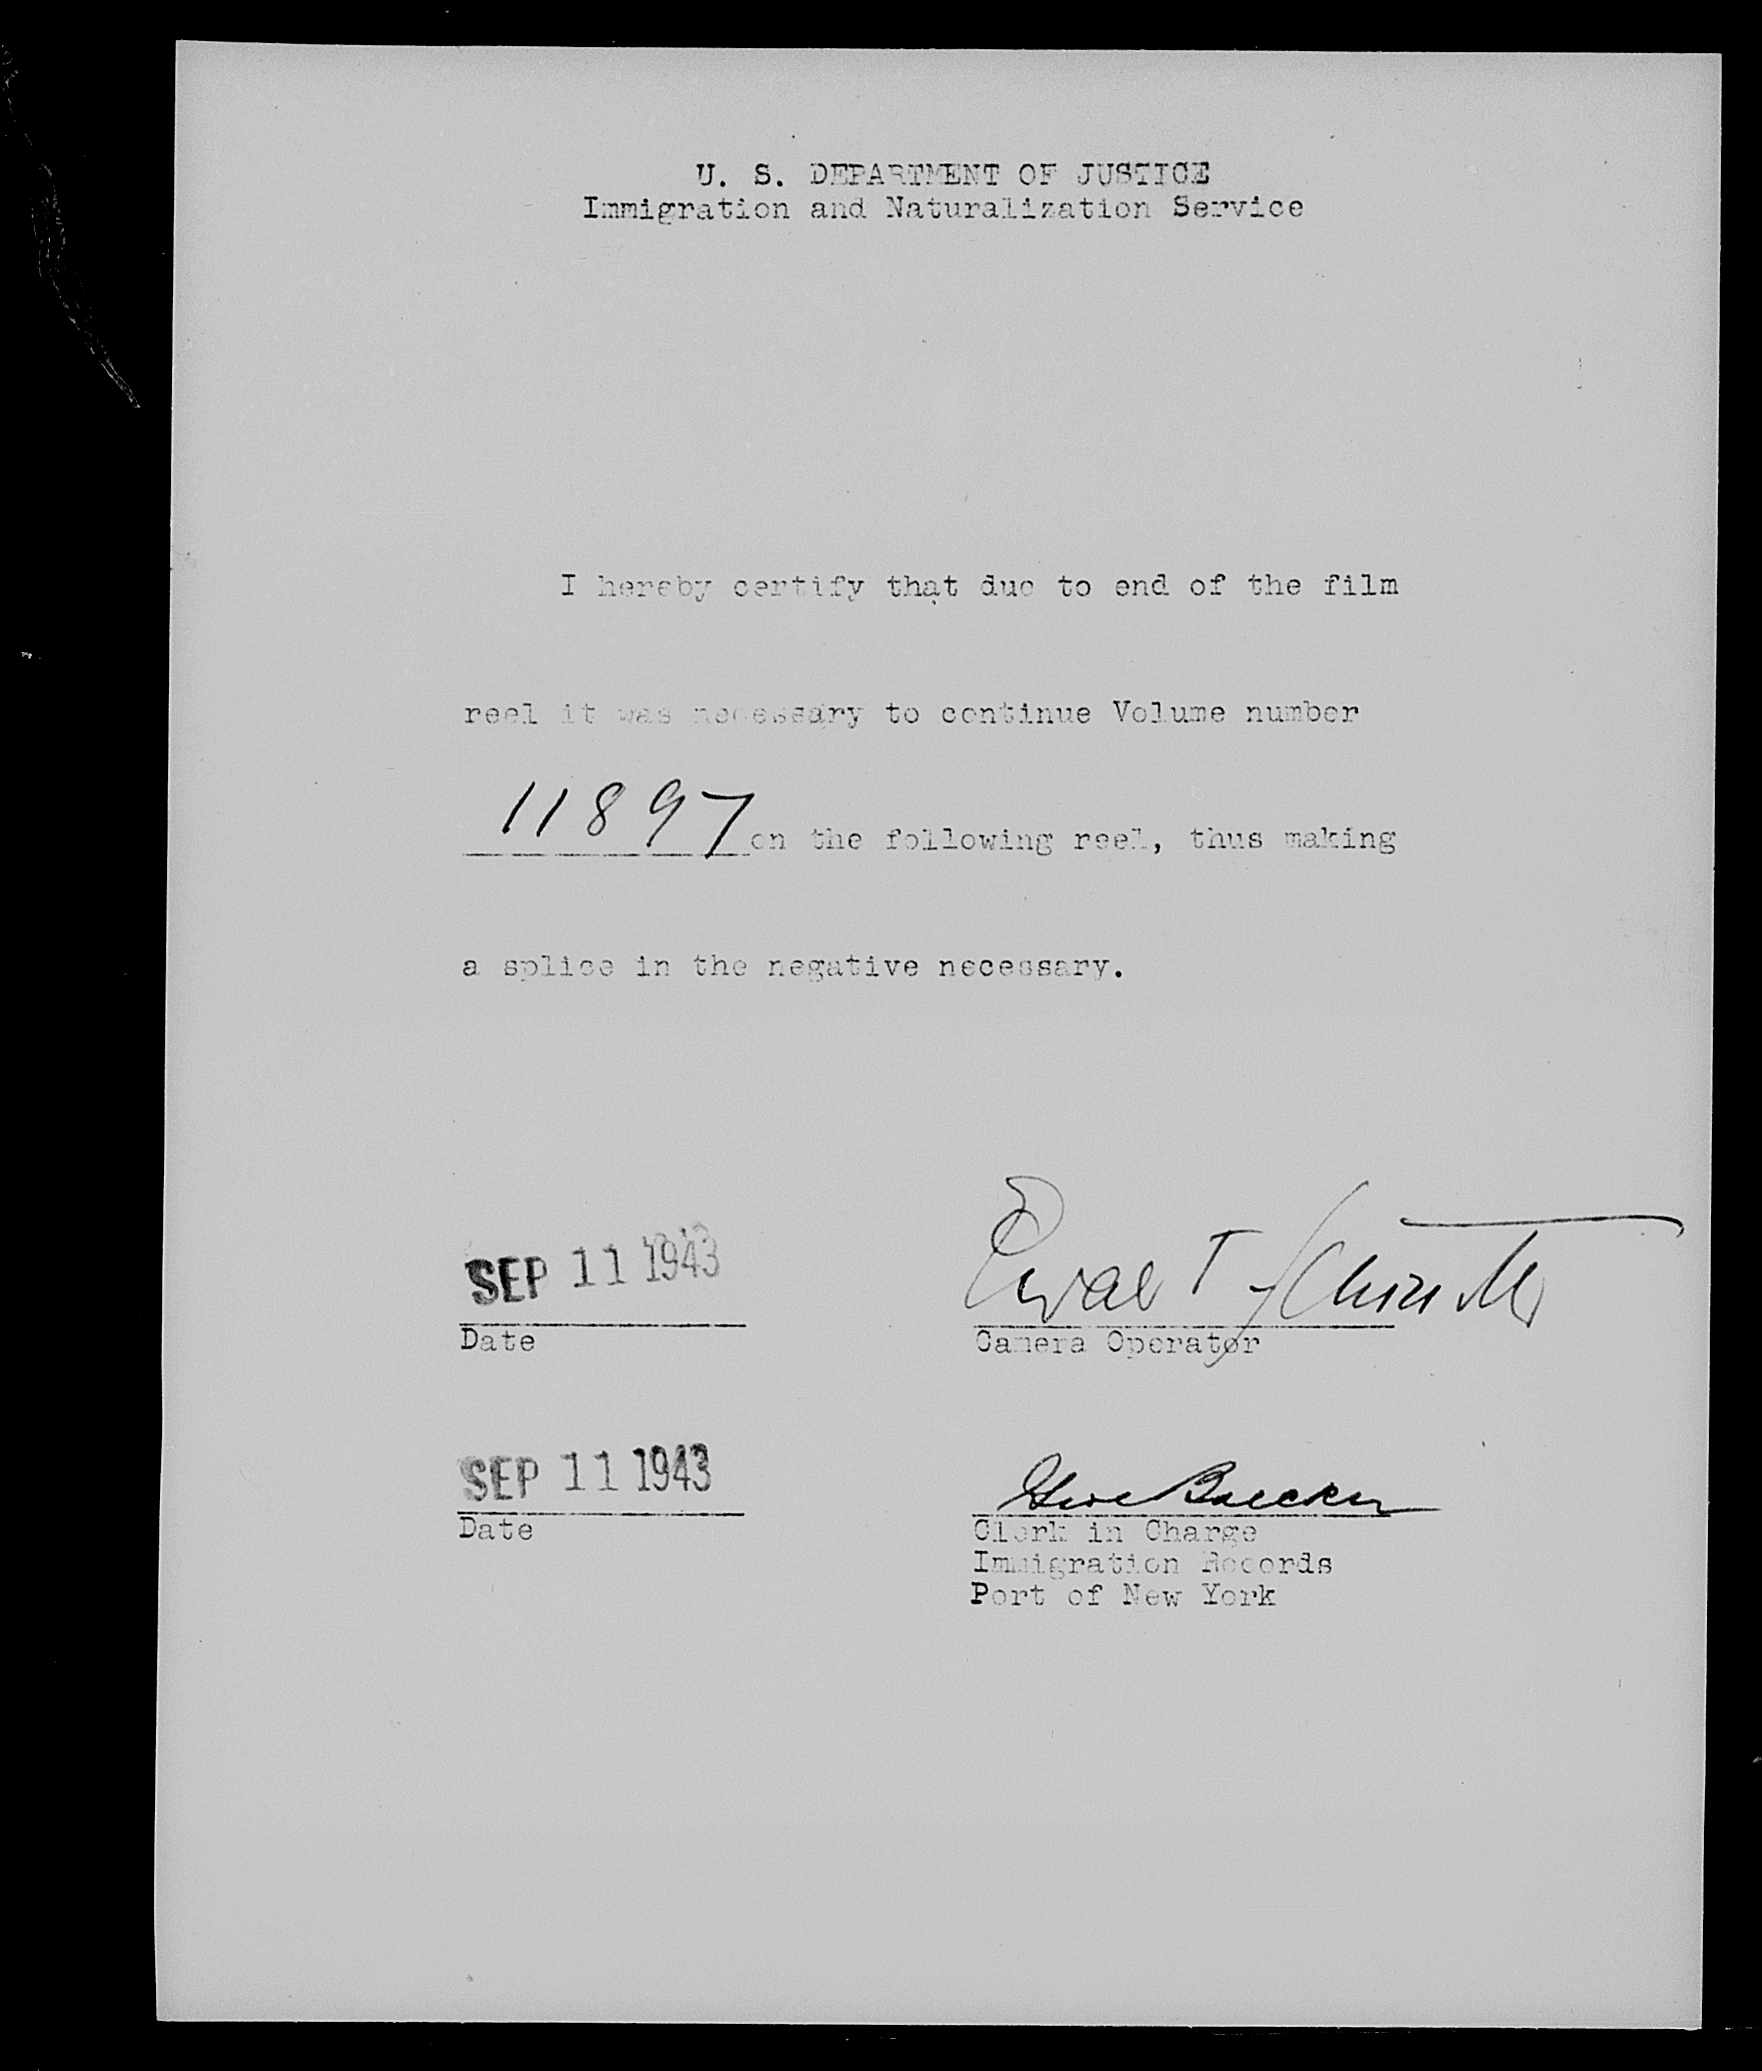 U. S. DEPARTMENT OF JUSTICE
Immigration and Naturalization Service
I hereby certify that due to end of the film
reel it was necessary to continue Volume number
11897 on the following reel, thus making
a splice in the negative necessary.
SEP 11 1943
Date
Camera Operator
SEP 11 1943
Date
Clerk in Charge
Immigration Records
Port of New York